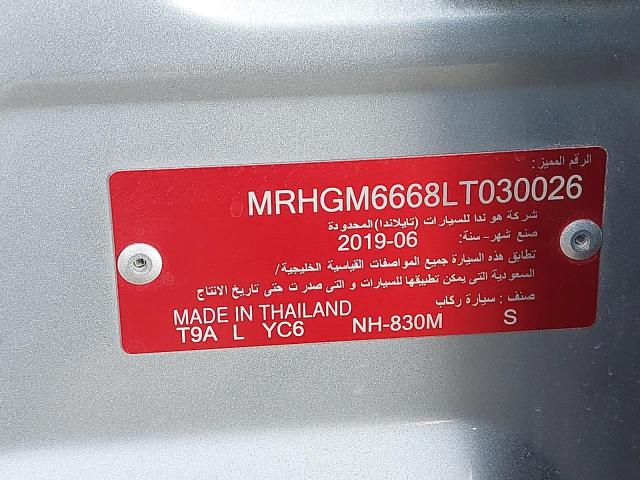 الرقم المميز :
MRHGM6668LT030026
شركة هوندا للسيارات (تايلاندا) المحدودة
صنع شهر - سنة: 2019-06
تطابق هذه السيارة جميع المواصفات القياسية الخليجية/
السعودية التى يمكن تطبيقها للسيارات و التى صدرت حتى تاريخ الانتاج
صنف : سيارة ركاب
MADE IN THAILAND
T9A L YC6 NH-830M S